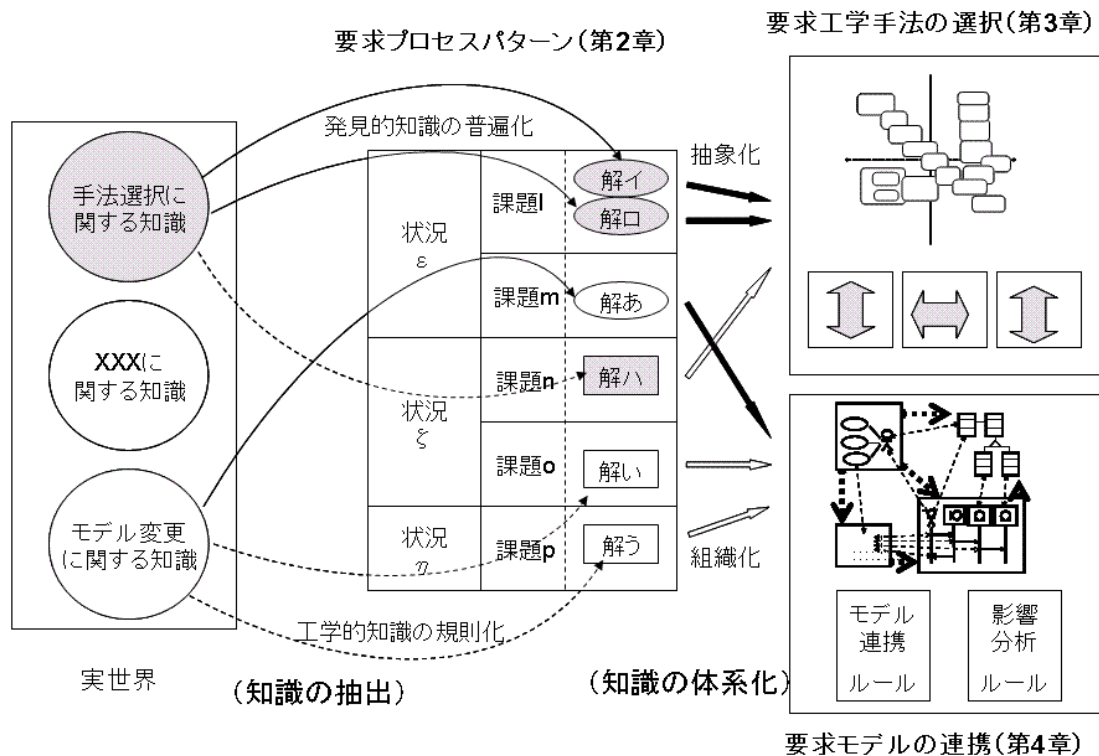 要求工学手法の選択(第3章)
要求プロセスパターン(第2章)
発見的知識の普遍化
抽象化
手法選択に
関する知識
XXXに
関する知識
モデル変更
に関する知識
実世界
状況
ε
課題l
解イ
解ロ
課題m
解あ
状況
ζ
課題n
解ハ
課題o
解い
状況
η
課題p
解う
工学的知識の規則化
組織化
(知識の抽出)
(知識の体系化)
モデル
連携
ルール
影響
分析
ルール
要求モデルの連携(第4章)